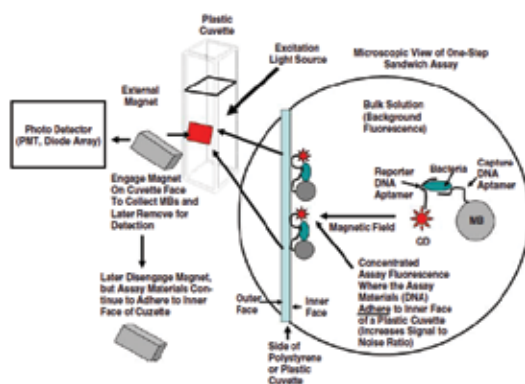 Plastic
Cuvette
Excitation
Light Source
Microscopic View of One-Step
Sandwich Assay
External
Magnet
Bulk Solution
(Background
Fluorescence)
Photo Detector
(PMT, Diode Array)
Engage Magnet
On Cuvette Face
To Collect MBs and
Later Remove for
Detection
Reporter
DNA
Aptamer
Bacteria
Capture
DNA
Aptamer
MB
QD
Magnetic Field
Later Disengage Magnet,
but Assay Materials Con-
tinue to Adhere to Inner
Face of Cuzette
Outer
Face
Inner
Face
Concentrated
Assay Fluorescence
Where the Assay
Materials (DNA)
Adhere to Inner Face
of a Plastic Cuvette
(Increases Signal to
Noise Ratio)
Side of
Polystyrene
or Plastic
Cuvette